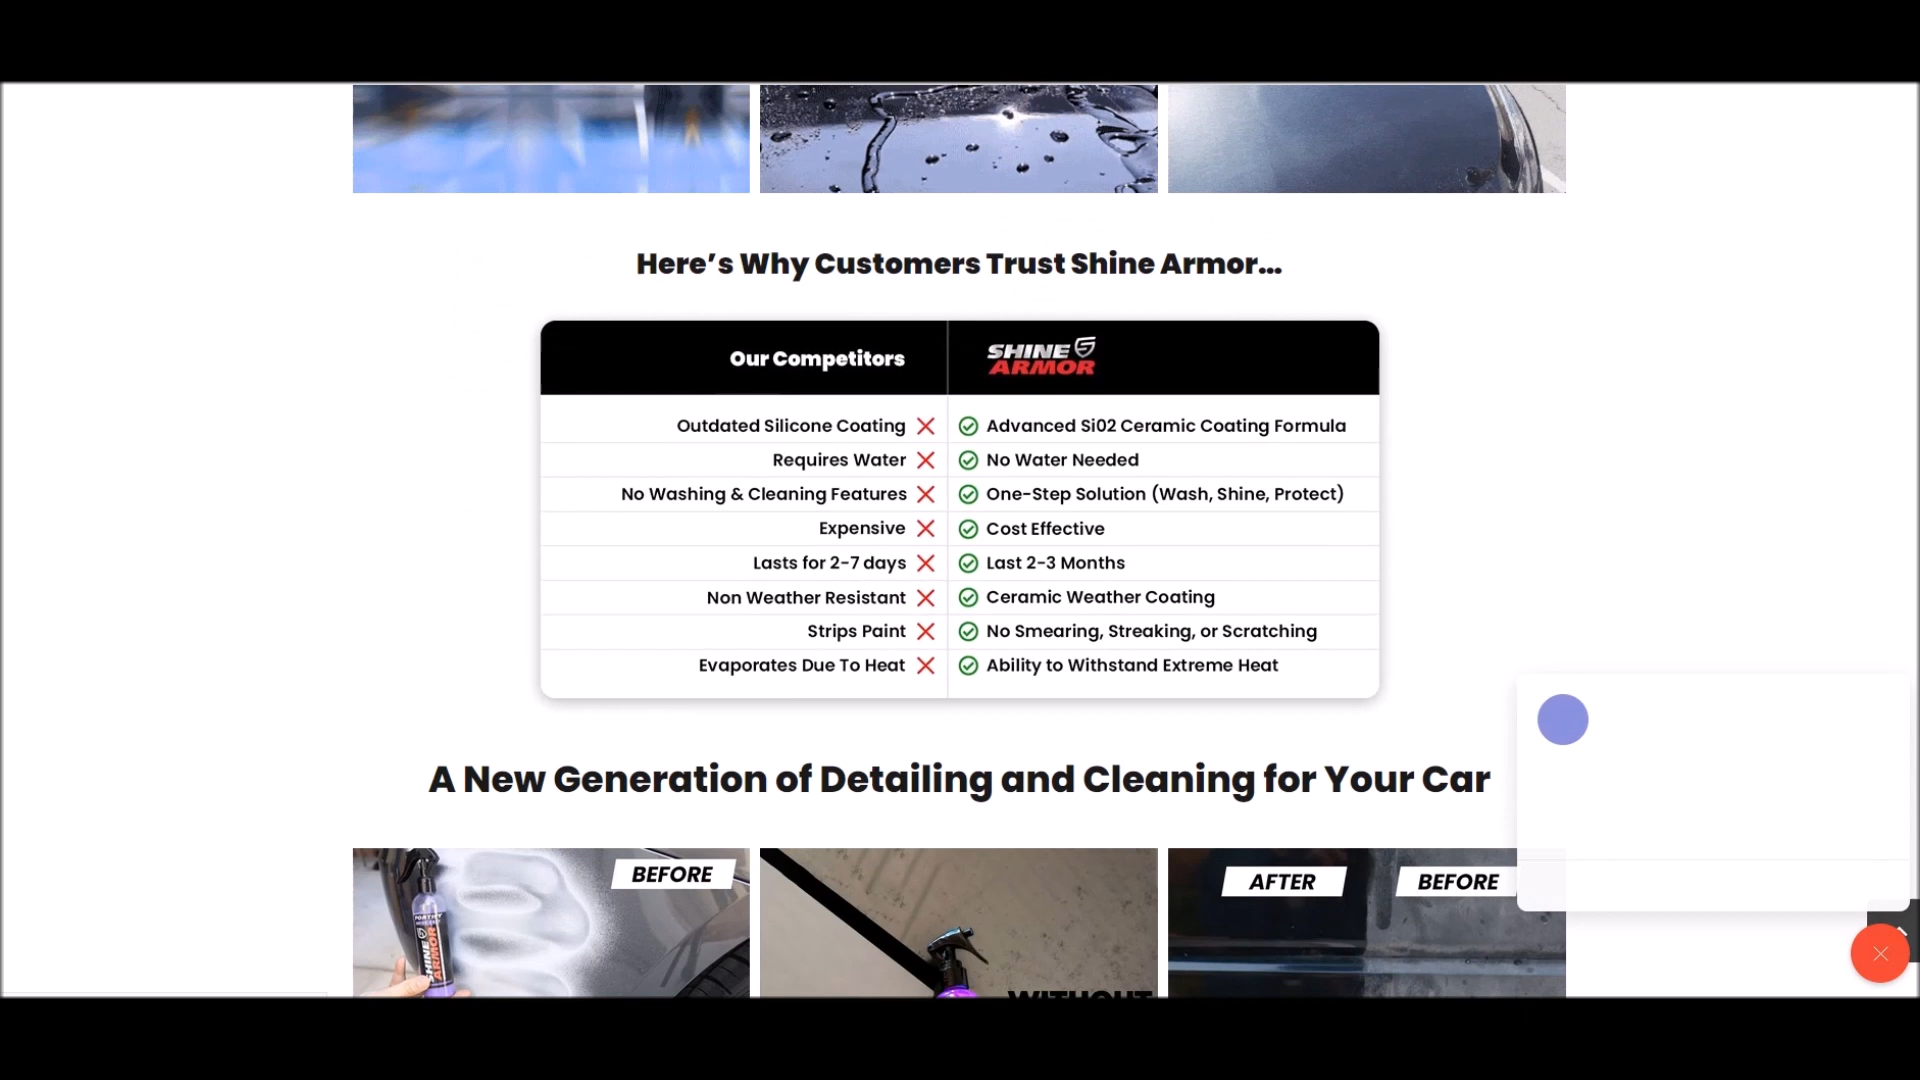 Here’s Why Customers Trust Shine Armor...
Our Competitors
SHINE
ARMOR
Outdated Silicone Coating
Advanced Si02 Ceramic Coating Formula
Requires Water
No Water Needed
No Washing & Cleaning Features
One-Step Solution (Wash, Shine, Protect)
Expensive
Cost Effective
Lasts for 2-7 days
Last 2-3 Months
Non Weather Resistant
Ceramic Weather Coating
Strips Paint
No Smearing, Streaking, or Scratching
Evaporates Due To Heat
Ability to Withstand Extreme Heat
A New Generation of Detailing and Cleaning for Your Car
BEFORE
AFTER
BEFORE
SHINE
ARMOR
WITHOUT